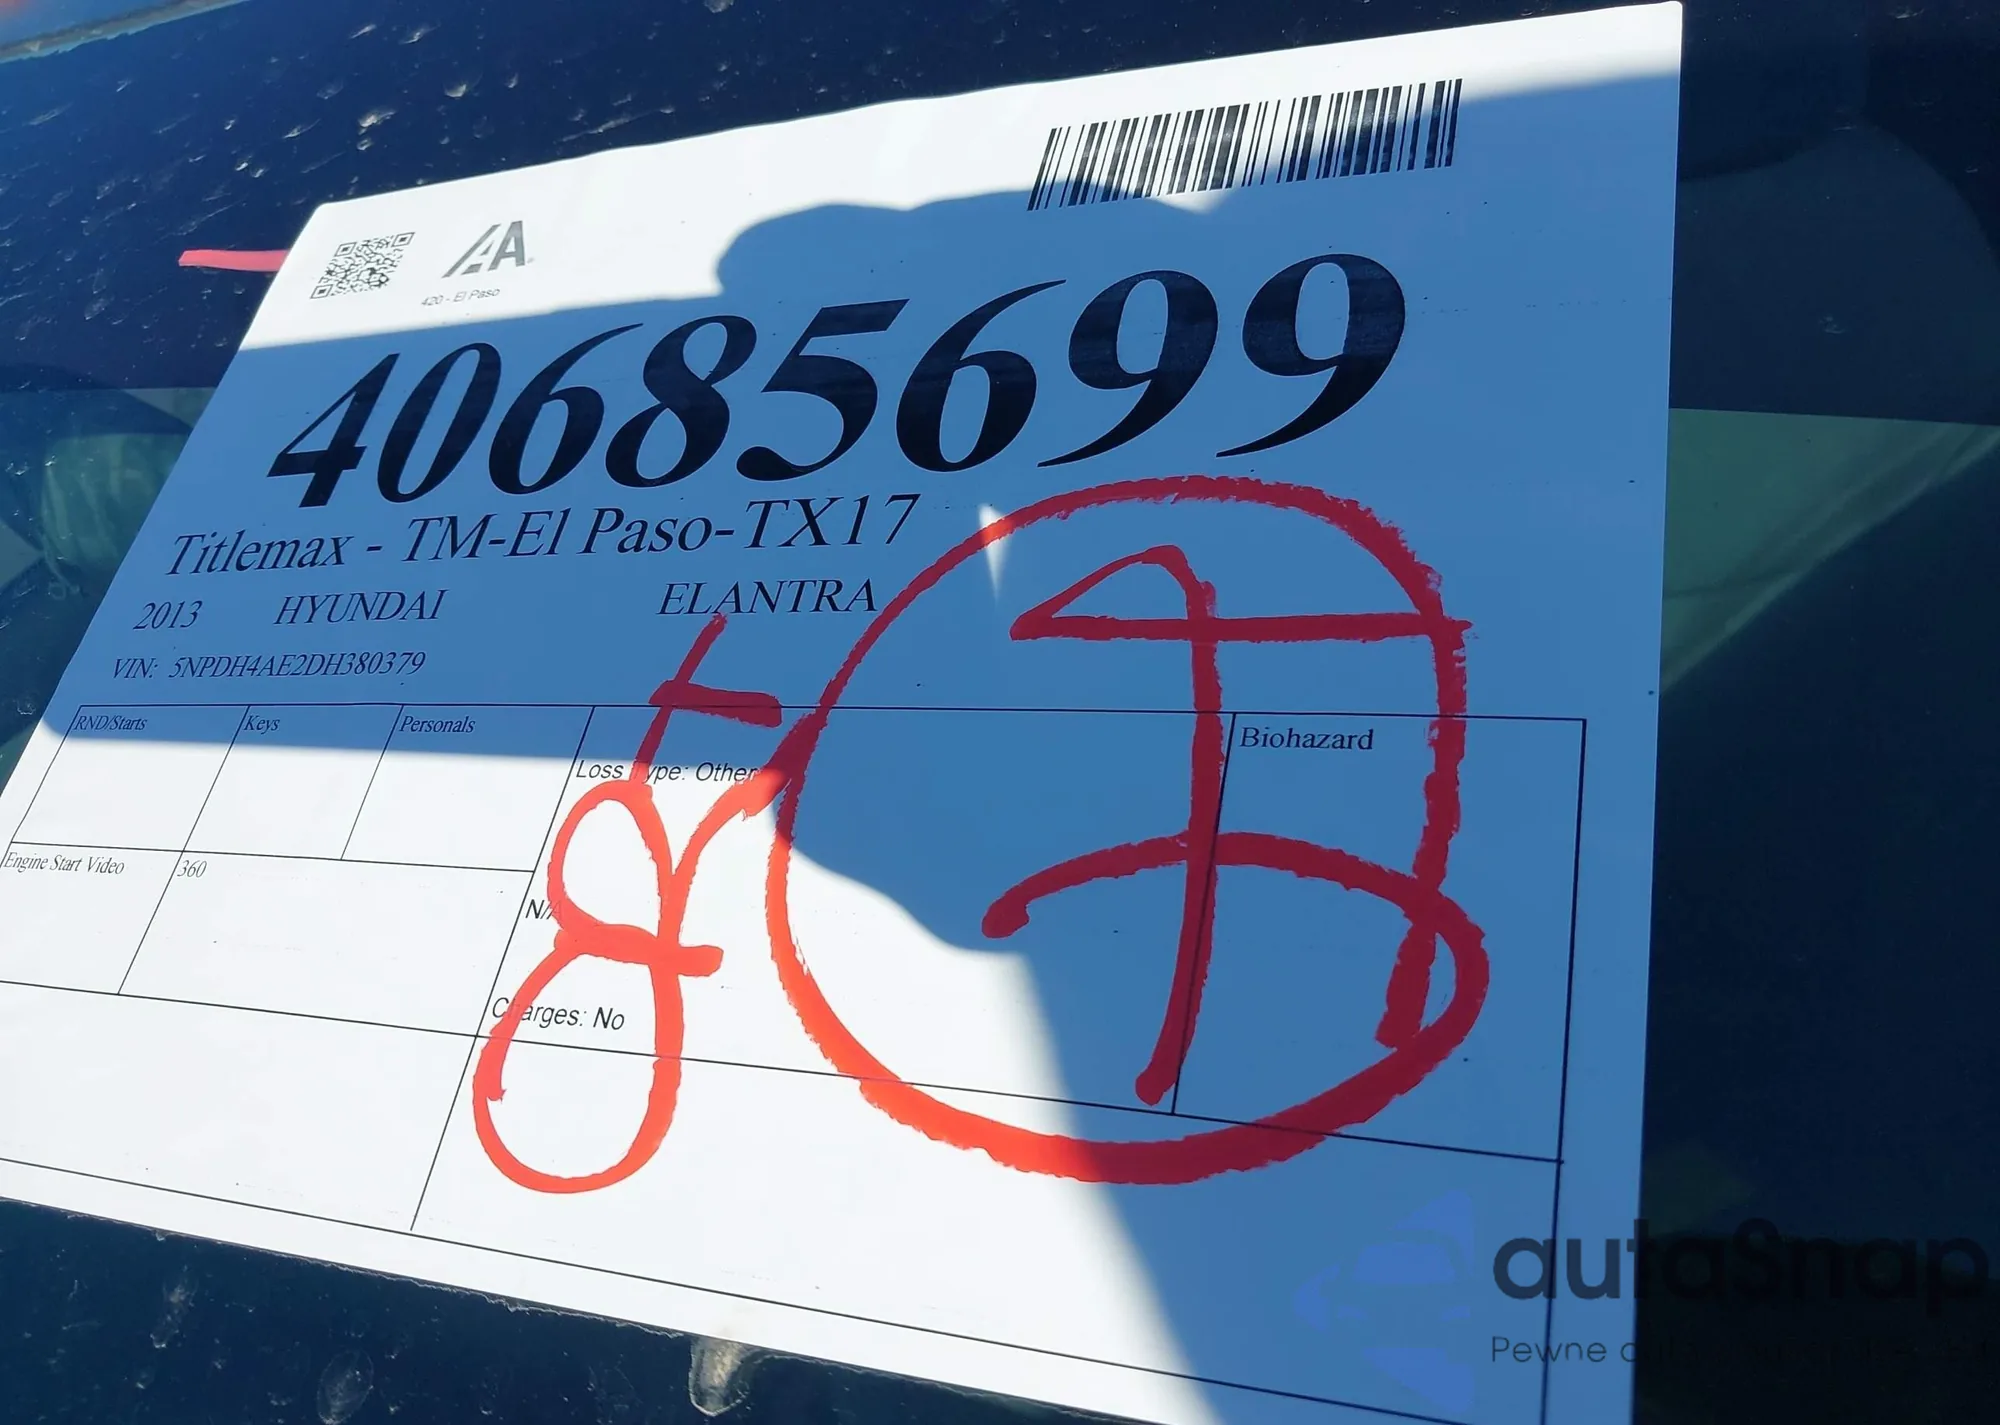 IAA
420 - El Paso
40685699
Titlemax - TM-El Paso-TX17
2013 HYUNDAI ELANTRA
VIN: 5NPDH4AE2DH380379
RND/Starts Keys Personals Biohazard
Loss Type: Other
Engine Start Video 360
N/A
Charges: No
autaSnap
Pewne